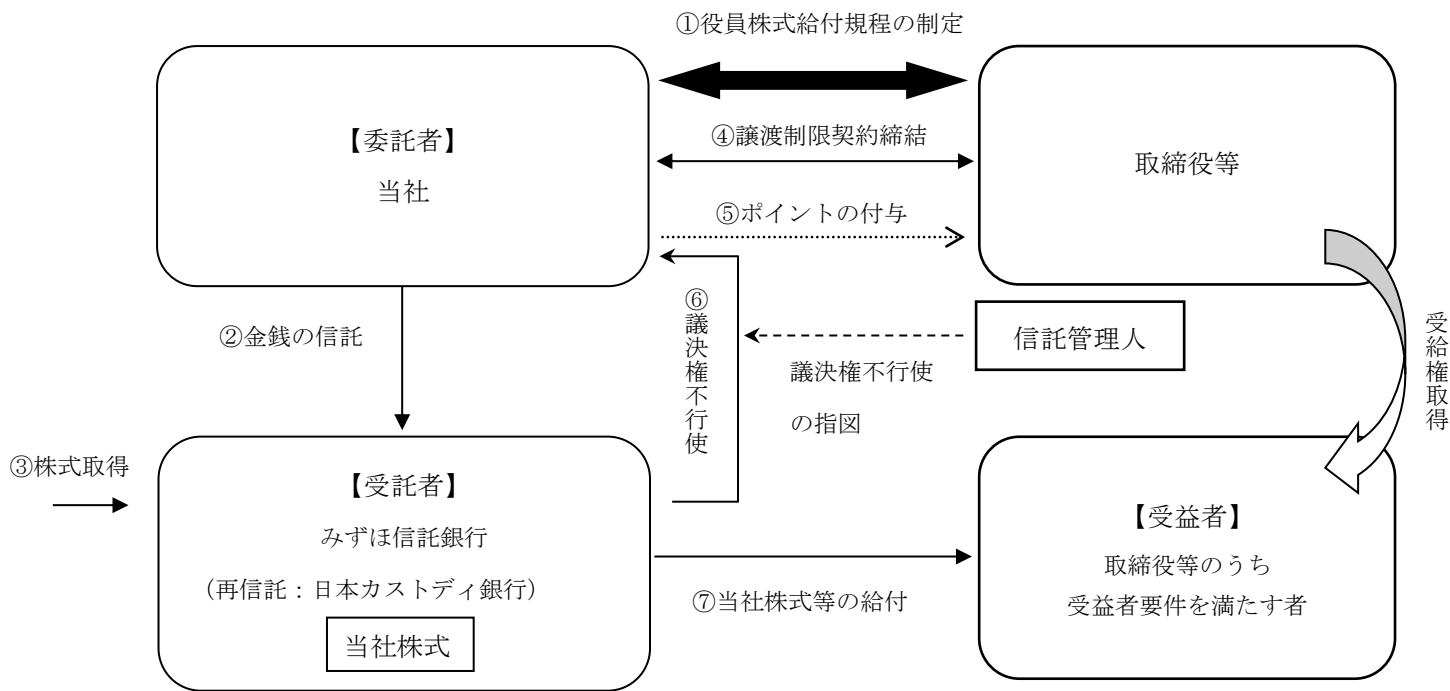 ①役員株式給付規程の制定
【委託者】
当社
④譲渡制限契約締結
取締役等
⑤ポイントの付与
②金銭の信託
⑥議決権不行使
議決権不行使
の指図
信託管理人
受給権取得
③株式取得
【受託者】
みずほ信託銀行
(再信託：日本カストディ銀行)
当社株式
⑦当社株式等の給付
【受益者】
取締役等のうち
受益者要件を満たす者